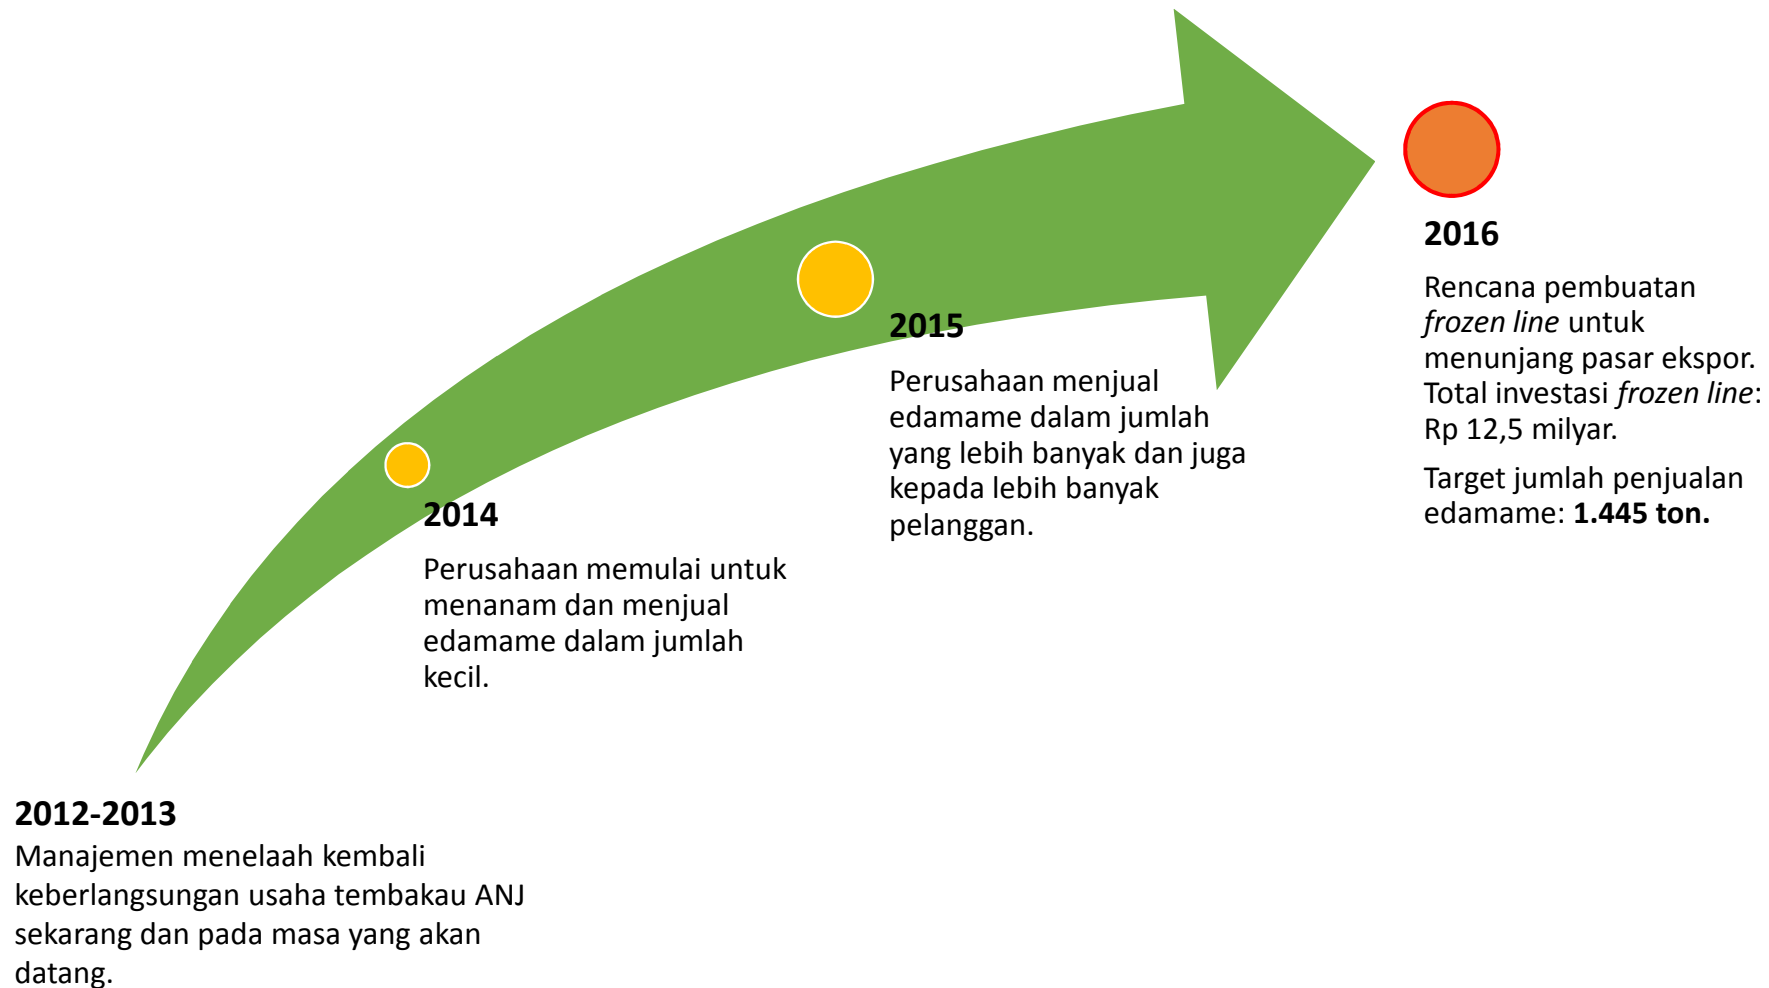 2012-2013
Manajemen menelaah kembali
keberlangsungan usaha tembakau ANJ
sekarang dan pada masa yang akan
datang.
2014
Perusahaan memulai untuk
menanam dan menjual
edamame dalam jumlah
kecil.
2015
Perusahaan menjual
edamame dalam jumlah
yang lebih banyak dan juga
kepada lebih banyak
pelanggan.
2016
Rencana pembuatan
frozen line untuk
menunjang pasar ekspor.
Total investasi frozen line:
Rp 12,5 milyar.
Target jumlah penjualan
edamame: 1.445 ton.